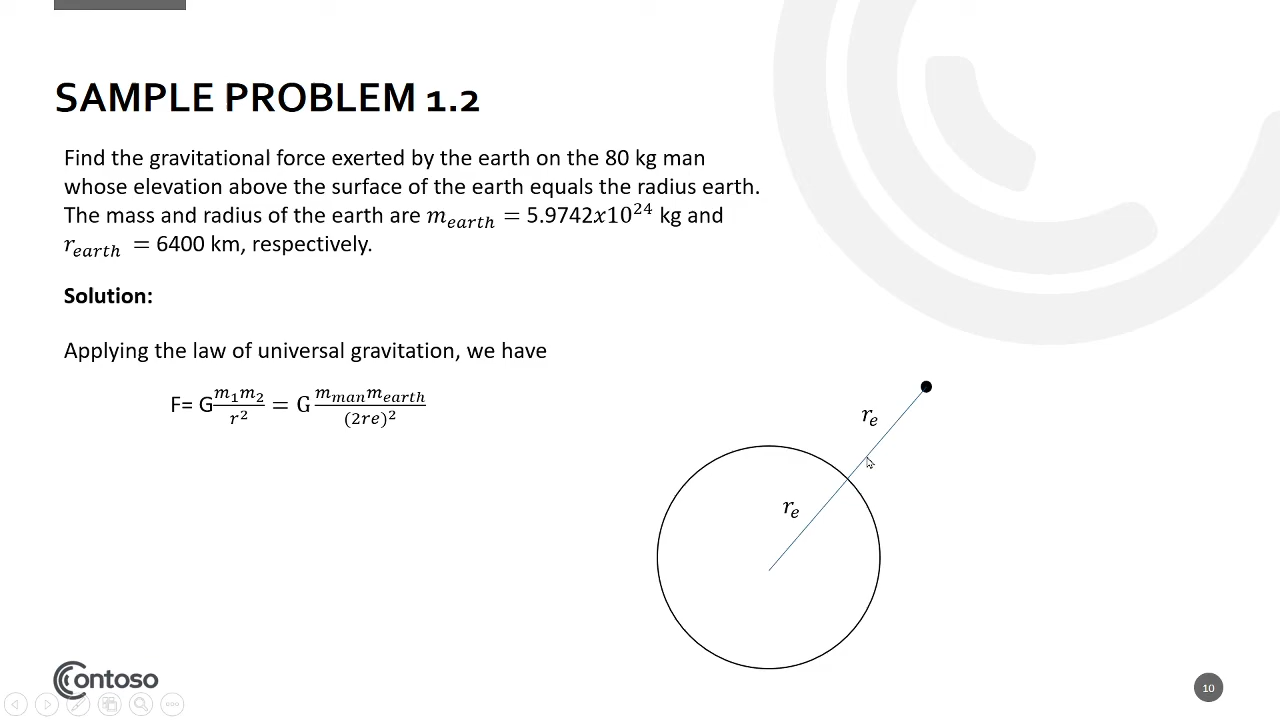 SAMPLE PROBLEM 1.2
Find the gravitational force exerted by the earth on the 80 kg man
whose elevation above the surface of the earth equals the radius earth.
The mass and radius of the earth are m_{earth} = 5.9742x10^{24} kg and
r_{earth} = 6400 km, respectively.
Solution:
Applying the law of universal gravitation, we have
F= G\frac{m_1m_2}{r^2} = G\frac{m_{man}m_{earth}}{(2re)^2}
r_e
r_e
Contoso
10